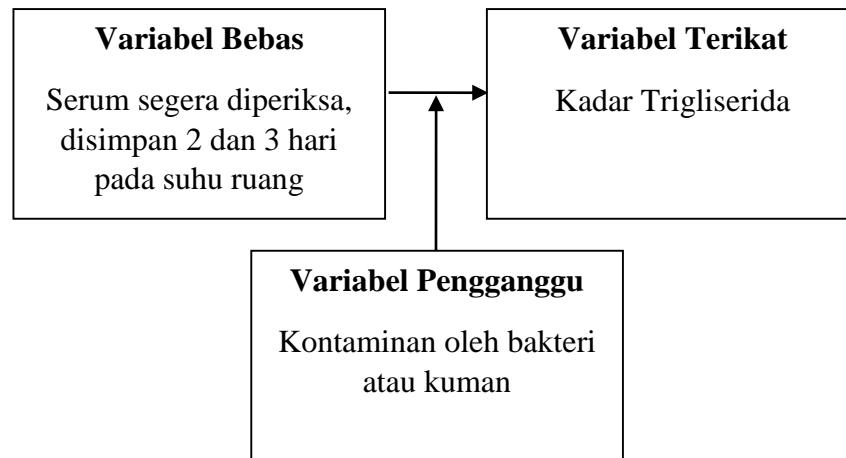 Variabel Bebas
Serum segera diperiksa,
disimpan 2 dan 3 hari
pada suhu ruang
Variabel Terikat
Kadar Trigliserida
Variabel Pengganggu
Kontaminan oleh bakteri
atau kuman